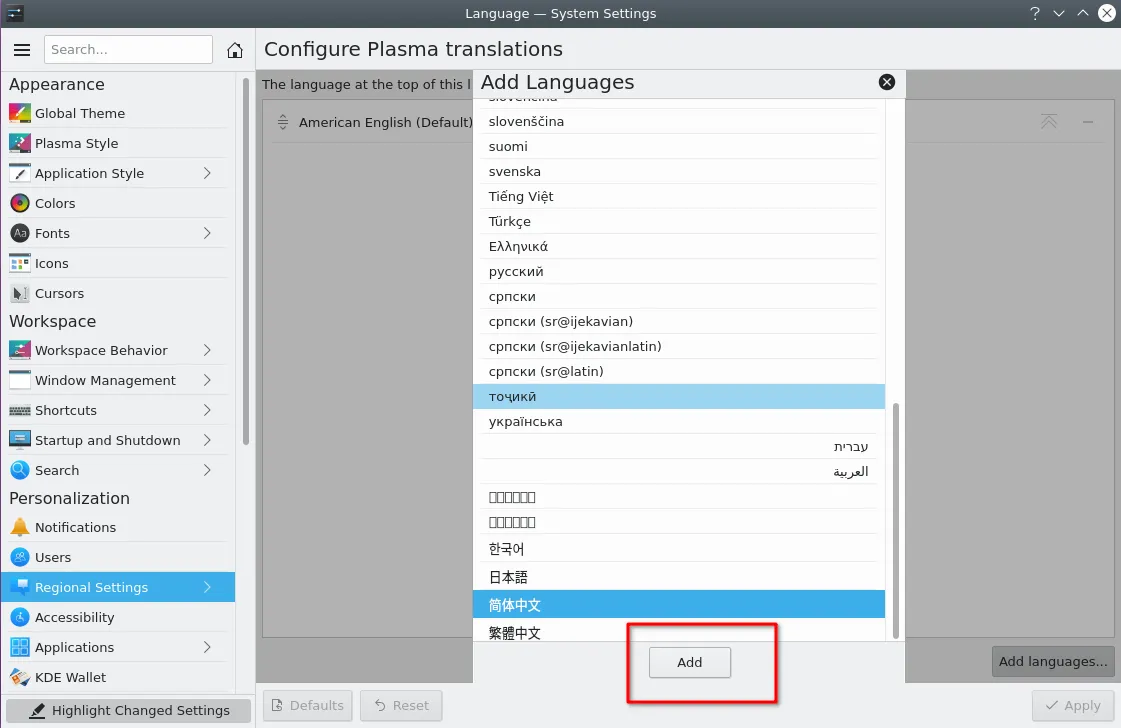 Language — System Settings
Search...
Configure Plasma translations
Appearance
Global Theme
Plasma Style
Application Style
Colors
Fonts
Icons
Cursors
Workspace
Workspace Behavior
Window Management
Shortcuts
Startup and Shutdown
Search
Personalization
Notifications
Users
Regional Settings
Accessibility
Applications
KDE Wallet
Highlight Changed Settings
The language at the top of this l
American English (Default)
Add Languages
slovenčina
slovenščina
suomi
svenska
Tiếng Việt
Türkçe
Ελληνικά
русский
српски
српски (sr@ijekavian)
српски (sr@ijekavianlatin)
српски (sr@latin)
тоҷикӣ
українська
עברית
العربية
한국어
日本語
简体中文
繁體中文
Add
Add languages...
Defaults
Reset
Apply